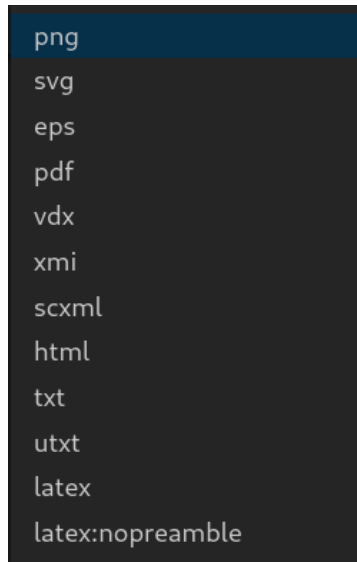 png
svg
eps
pdf
vdx
xmi
scxml
html
txt
utxt
latex
latex:nopreamble